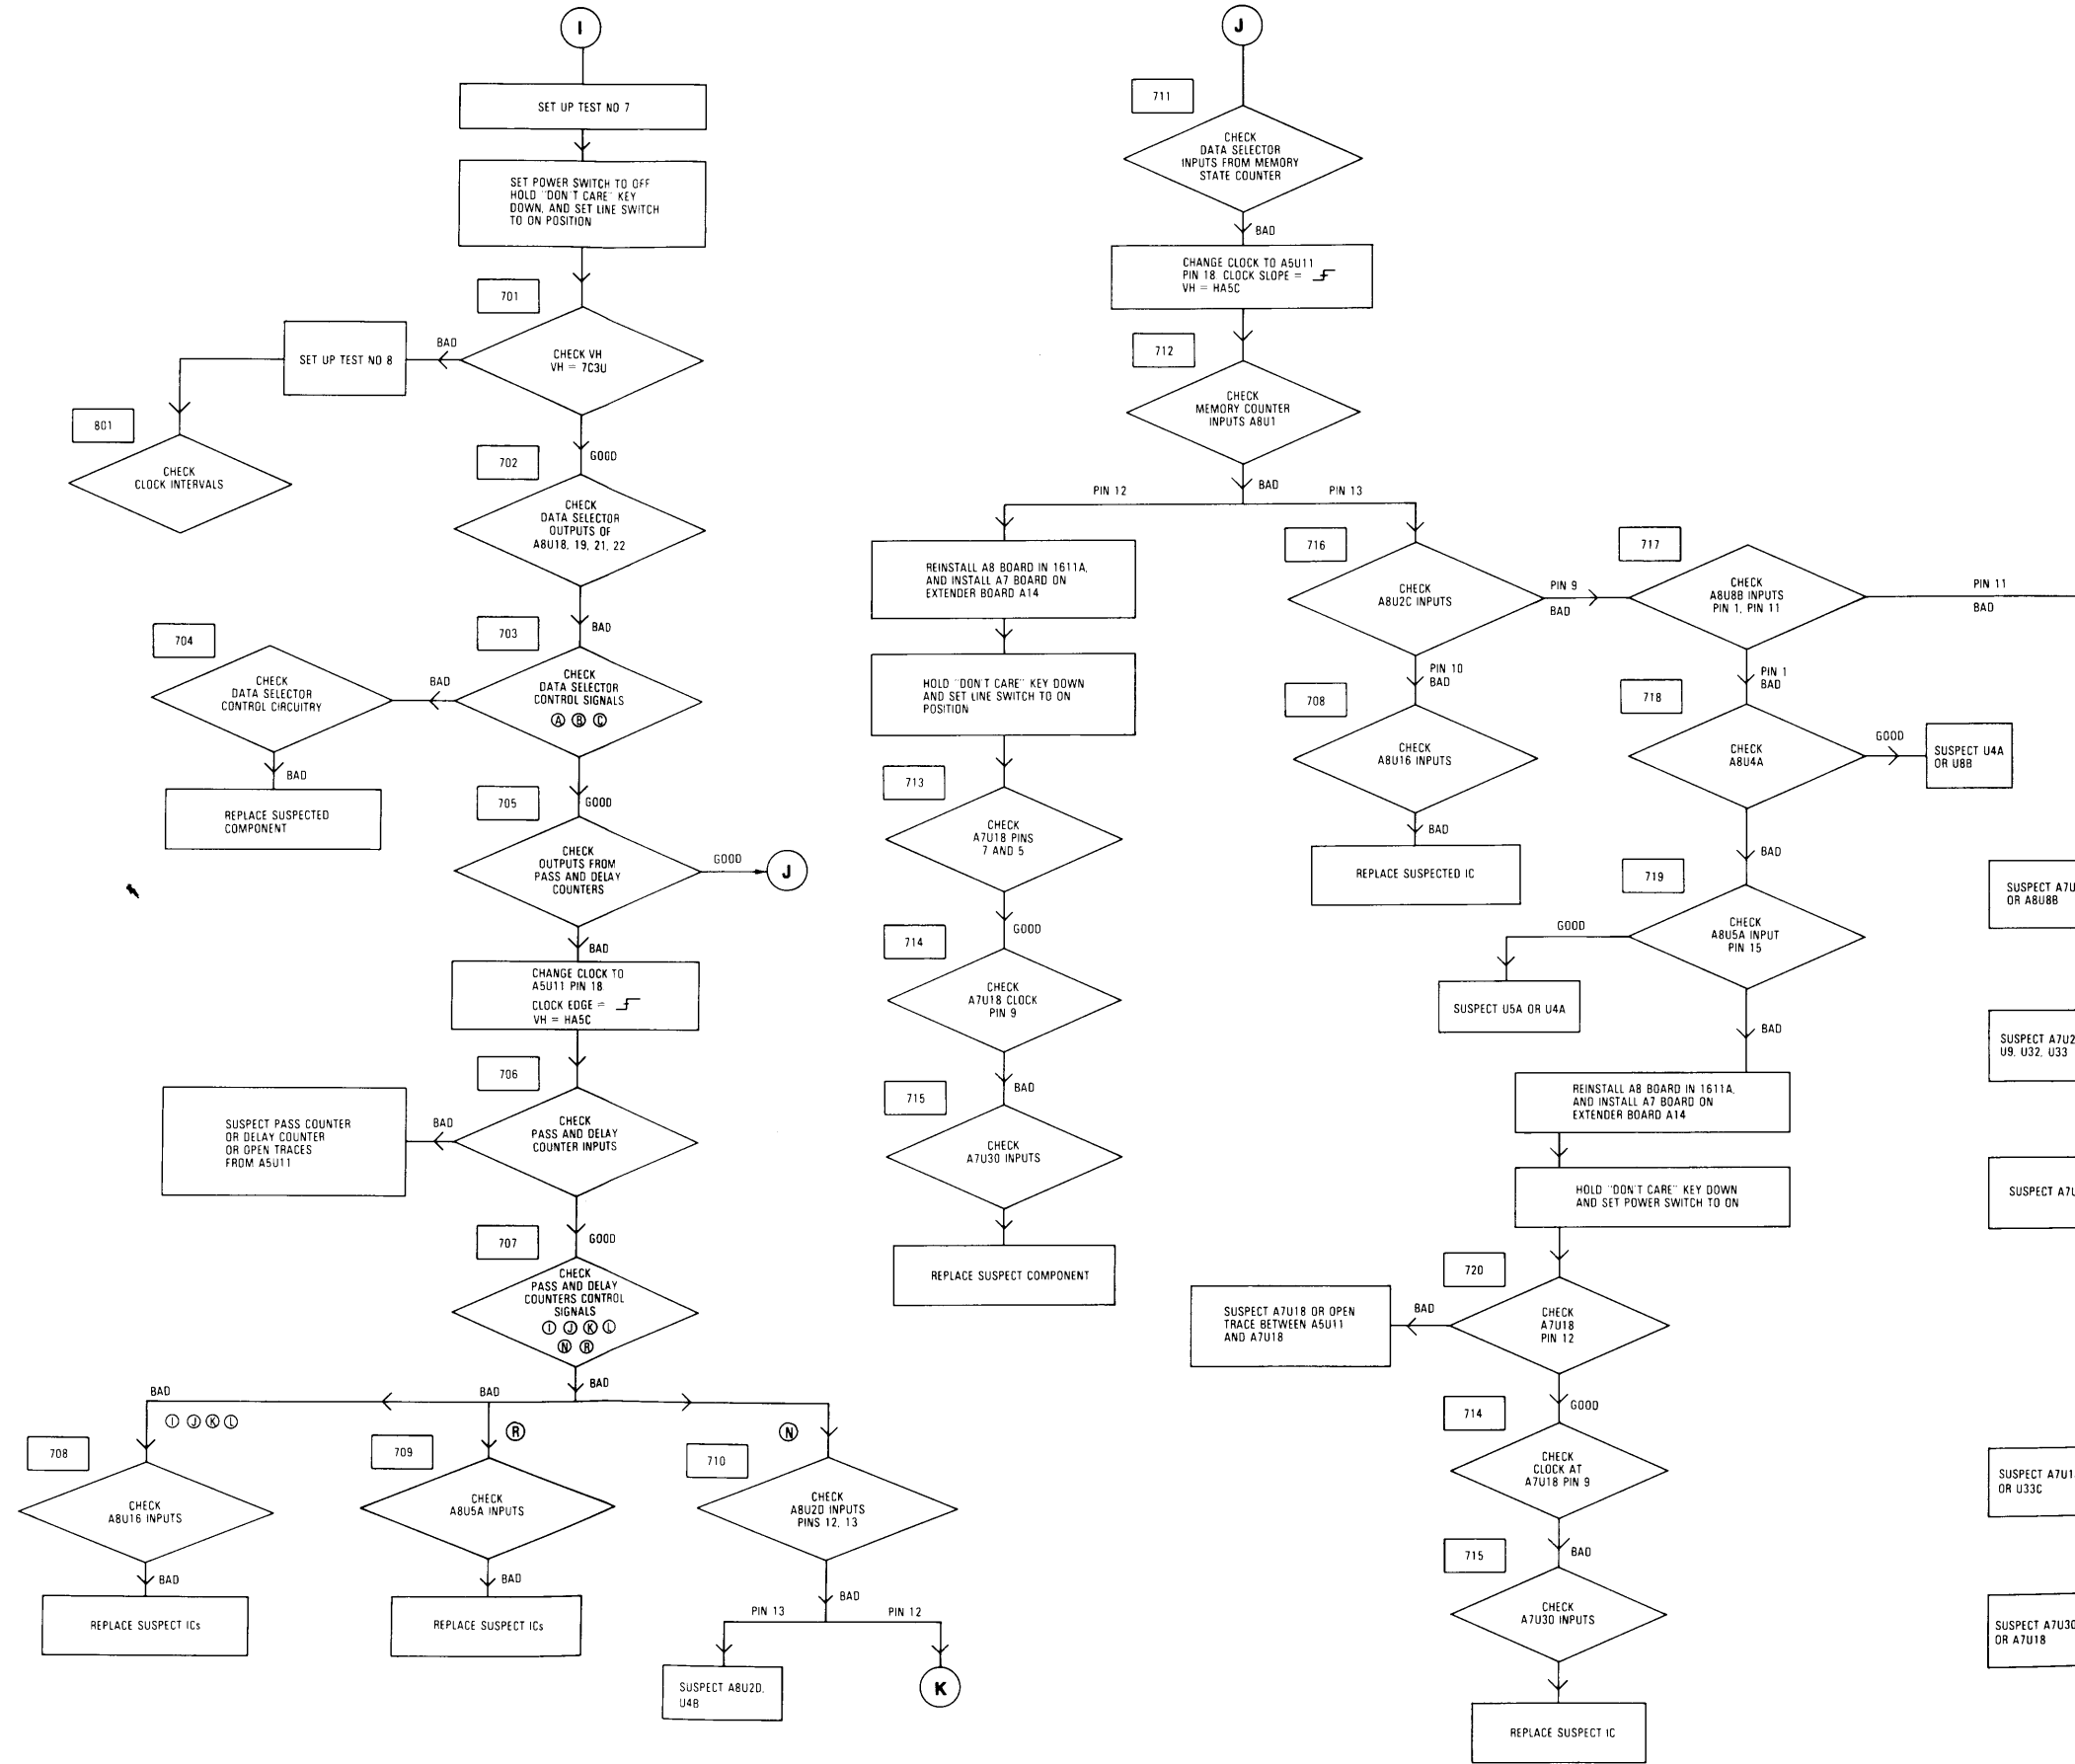 I
SET UP TEST NO 7
SET POWER SWITCH TO OFF
HOLD "DON'T CARE" KEY
DOWN, AND SET LINE SWITCH
TO ON POSITION
701
CHECK VH
VH = 7C3U
BAD
SET UP TEST NO 8
801
CHECK
CLOCK INTERVALS
GOOD
702
CHECK
DATA SELECTOR
OUTPUTS OF
A8U18, 19, 21, 22
BAD
703
CHECK
DATA SELECTOR
CONTROL SIGNALS
A B C
BAD
704
CHECK
DATA SELECTOR
CONTROL CIRCUITRY
BAD
REPLACE SUSPECTED
COMPONENT
GOOD
705
CHECK
OUTPUTS FROM
PASS AND DELAY
COUNTERS
GOOD
J
BAD
CHANGE CLOCK TO
A5U11 PIN 18
CLOCK EDGE =
VH = HA5C
706
CHECK
PASS AND DELAY
COUNTER INPUTS
BAD
SUSPECT PASS COUNTER
OR DELAY COUNTER
OR OPEN TRACES
FROM A5U11
GOOD
707
CHECK
PASS AND DELAY
COUNTERS CONTROL
SIGNALS
I J K L
N R
BAD
BAD
BAD
I J K L
R
N
708
CHECK
A8U16 INPUTS
BAD
REPLACE SUSPECT ICs
709
CHECK
A8U5A INPUTS
BAD
REPLACE SUSPECT ICs
710
CHECK
A8U2D INPUTS
PINS 12, 13
BAD
PIN 13
PIN 12
SUSPECT A8U2D,
U4B
K
J
711
CHECK
DATA SELECTOR
INPUTS FROM MEMORY
STATE COUNTER
BAD
CHANGE CLOCK TO A5U11
PIN 18. CLOCK SLOPE =
VH = HA5C
712
CHECK
MEMORY COUNTER
INPUTS A8U1
BAD
PIN 12
PIN 13
REINSTALL A8 BOARD IN 1611A,
AND INSTALL A7 BOARD ON
EXTENDER BOARD A14
HOLD "DON'T CARE" KEY DOWN
AND SET LINE SWITCH TO ON
POSITION
713
CHECK
A7U18 PINS
7 AND 5
GOOD
714
CHECK
A7U18 CLOCK
PIN 9
BAD
715
CHECK
A7U30 INPUTS
REPLACE SUSPECT COMPONENT
716
CHECK
A8U2C INPUTS
PIN 9
BAD
PIN 10
BAD
708
CHECK
A8U16 INPUTS
BAD
REPLACE SUSPECTED IC
717
CHECK
A8U8B INPUTS
PIN 1, PIN 11
PIN 11
BAD
PIN 1
BAD
718
CHECK
A8U4A
GOOD
SUSPECT U4A
OR U8B
BAD
719
CHECK
A8U5A INPUT
PIN 15
GOOD
SUSPECT U5A OR U4A
BAD
REINSTALL A8 BOARD IN 1611A,
AND INSTALL A7 BOARD ON
EXTENDER BOARD A14
HOLD "DON'T CARE" KEY DOWN
AND SET POWER SWITCH TO ON
720
CHECK
A7U18
PIN 12
BAD
SUSPECT A7U18 OR OPEN
TRACE BETWEEN A5U11
AND A7U18
GOOD
714
CHECK
CLOCK AT
A7U18 PIN 9
BAD
715
CHECK
A7U30 INPUTS
REPLACE SUSPECT IC
SUSPECT A7U
OR A8U8B
SUSPECT A7U2
U9, U32, U33
SUSPECT A7U
SUSPECT A7U1
OR U33C
SUSPECT A7U30
OR A7U18